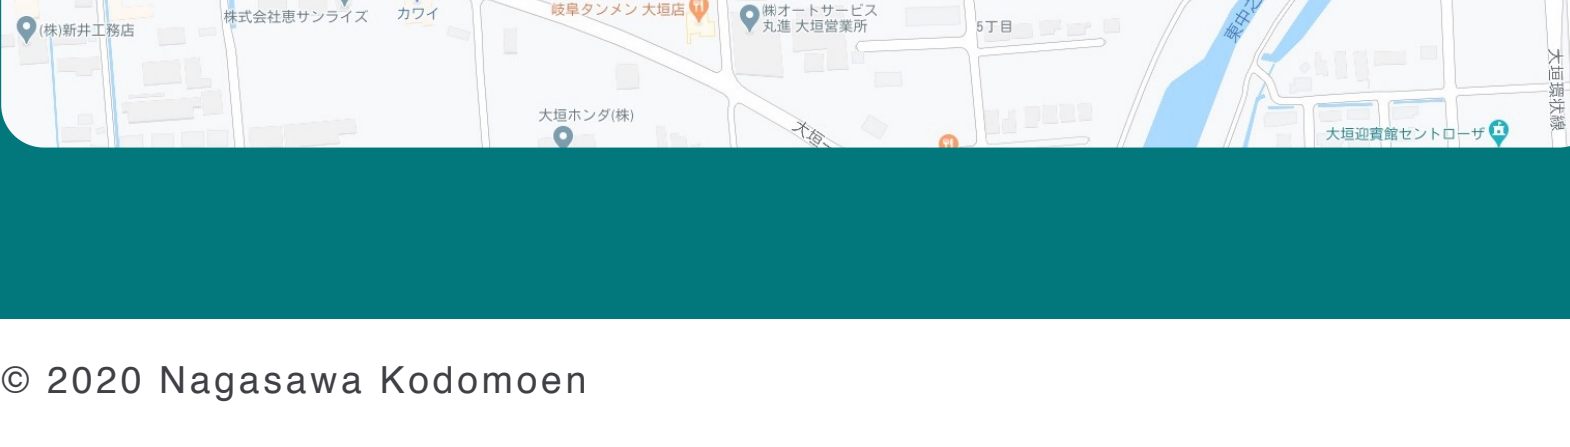 (株)新井工務店
株式会社恵サンライズ
カワイ
岐阜タンメン 大垣店
㈱オートサービス
丸進 大垣営業所
5丁目
大垣環状線
大垣ホンダ(株)
大垣迎賓館セントローザ
© 2020 Nagasawa Kodomoen